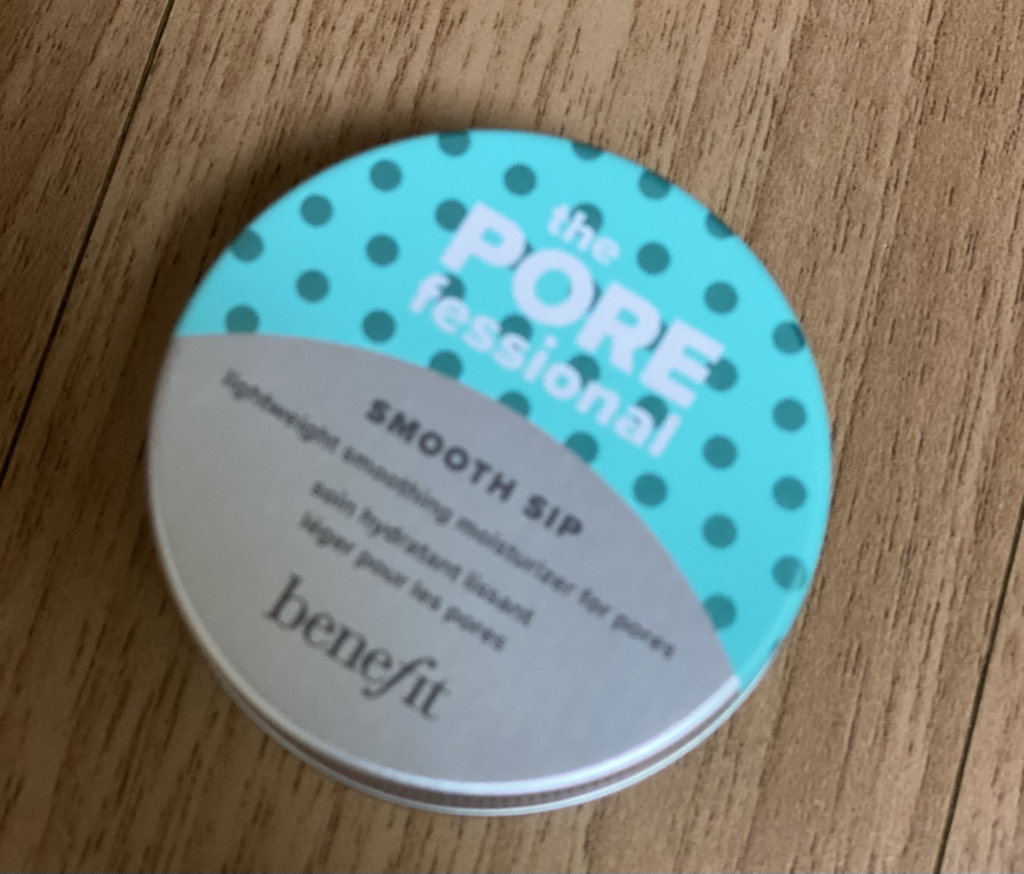 the
PORE
fessional
SMOOTH SIP
lightweight smoothing moisturizer for pores
soin hydratant lissant
léger pour les pores
benefit